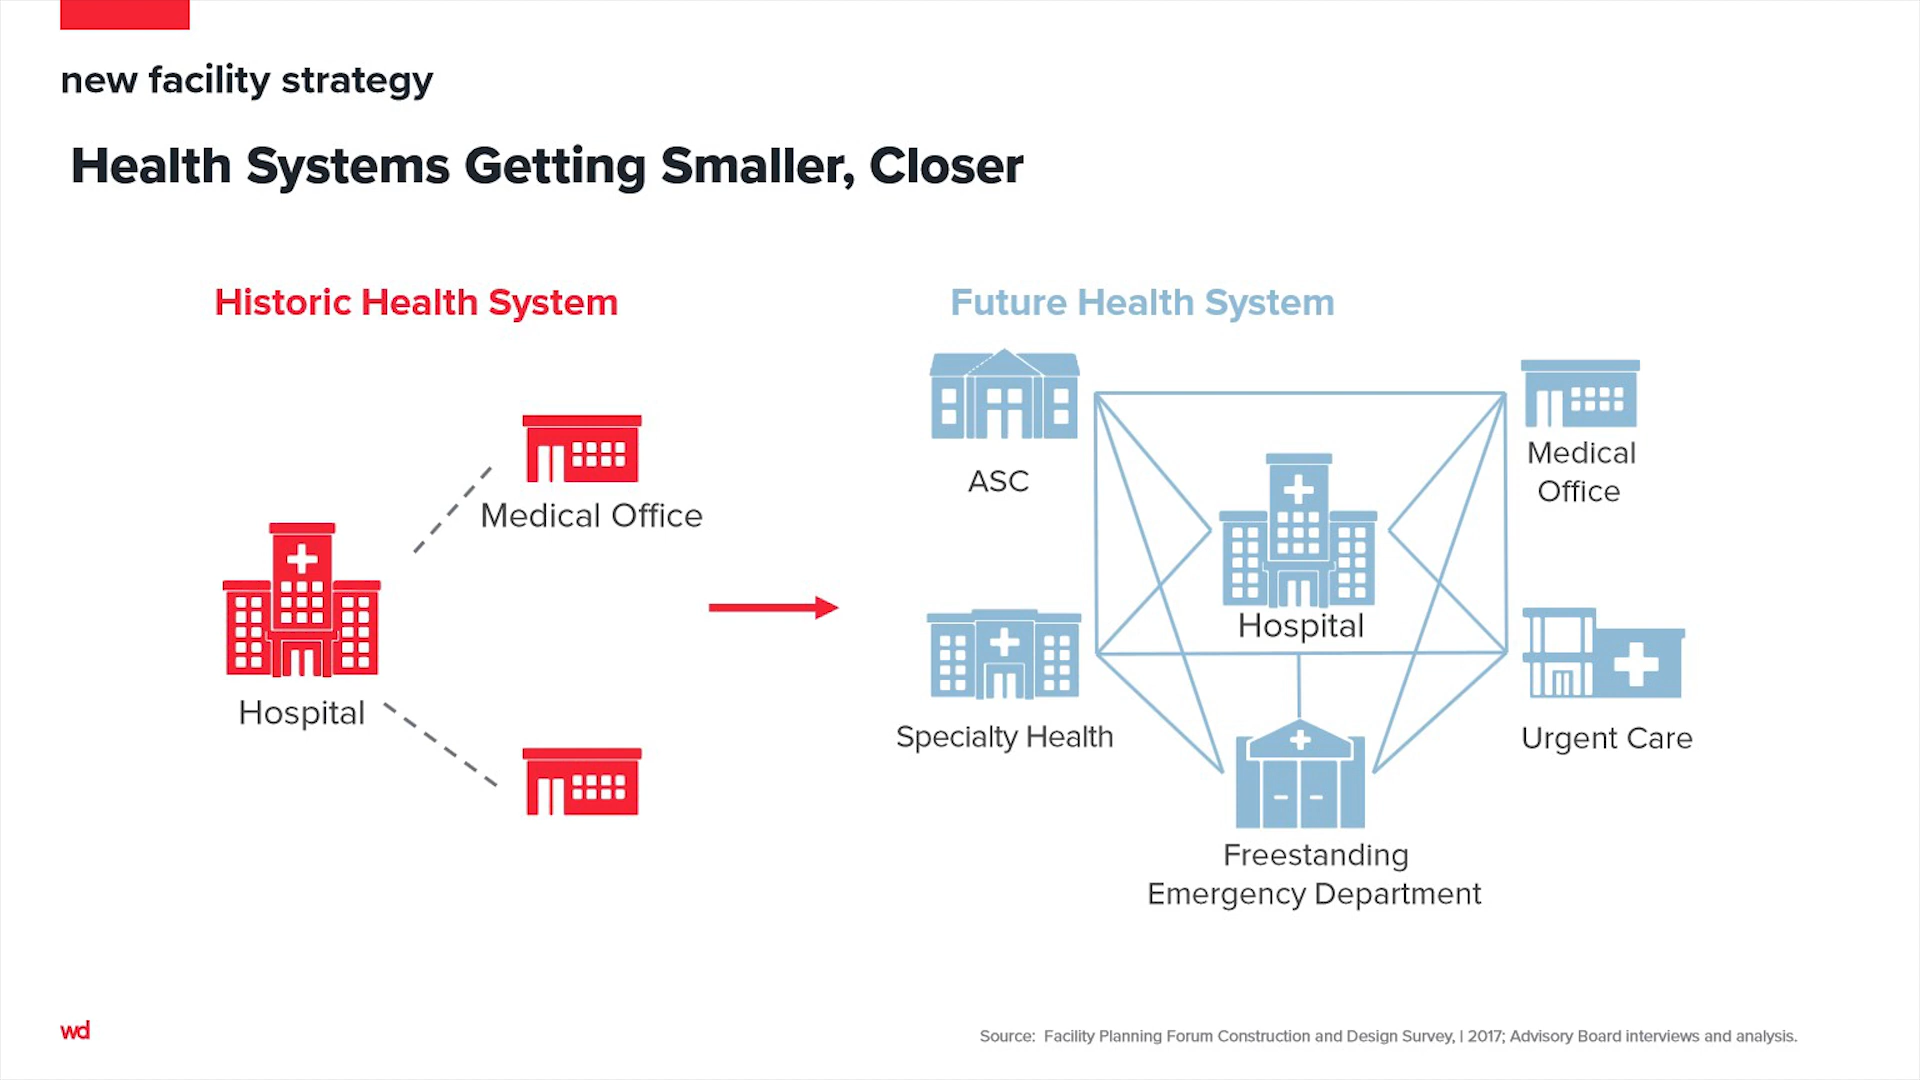 new facility strategy
Health Systems Getting Smaller, Closer
Historic Health System
Medical Office
Hospital
Future Health System
ASC
Medical
Office
Hospital
Specialty Health
Urgent Care
Freestanding
Emergency Department
wd
Source: Facility Planning Forum Construction and Design Survey, | 2017; Advisory Board interviews and analysis.